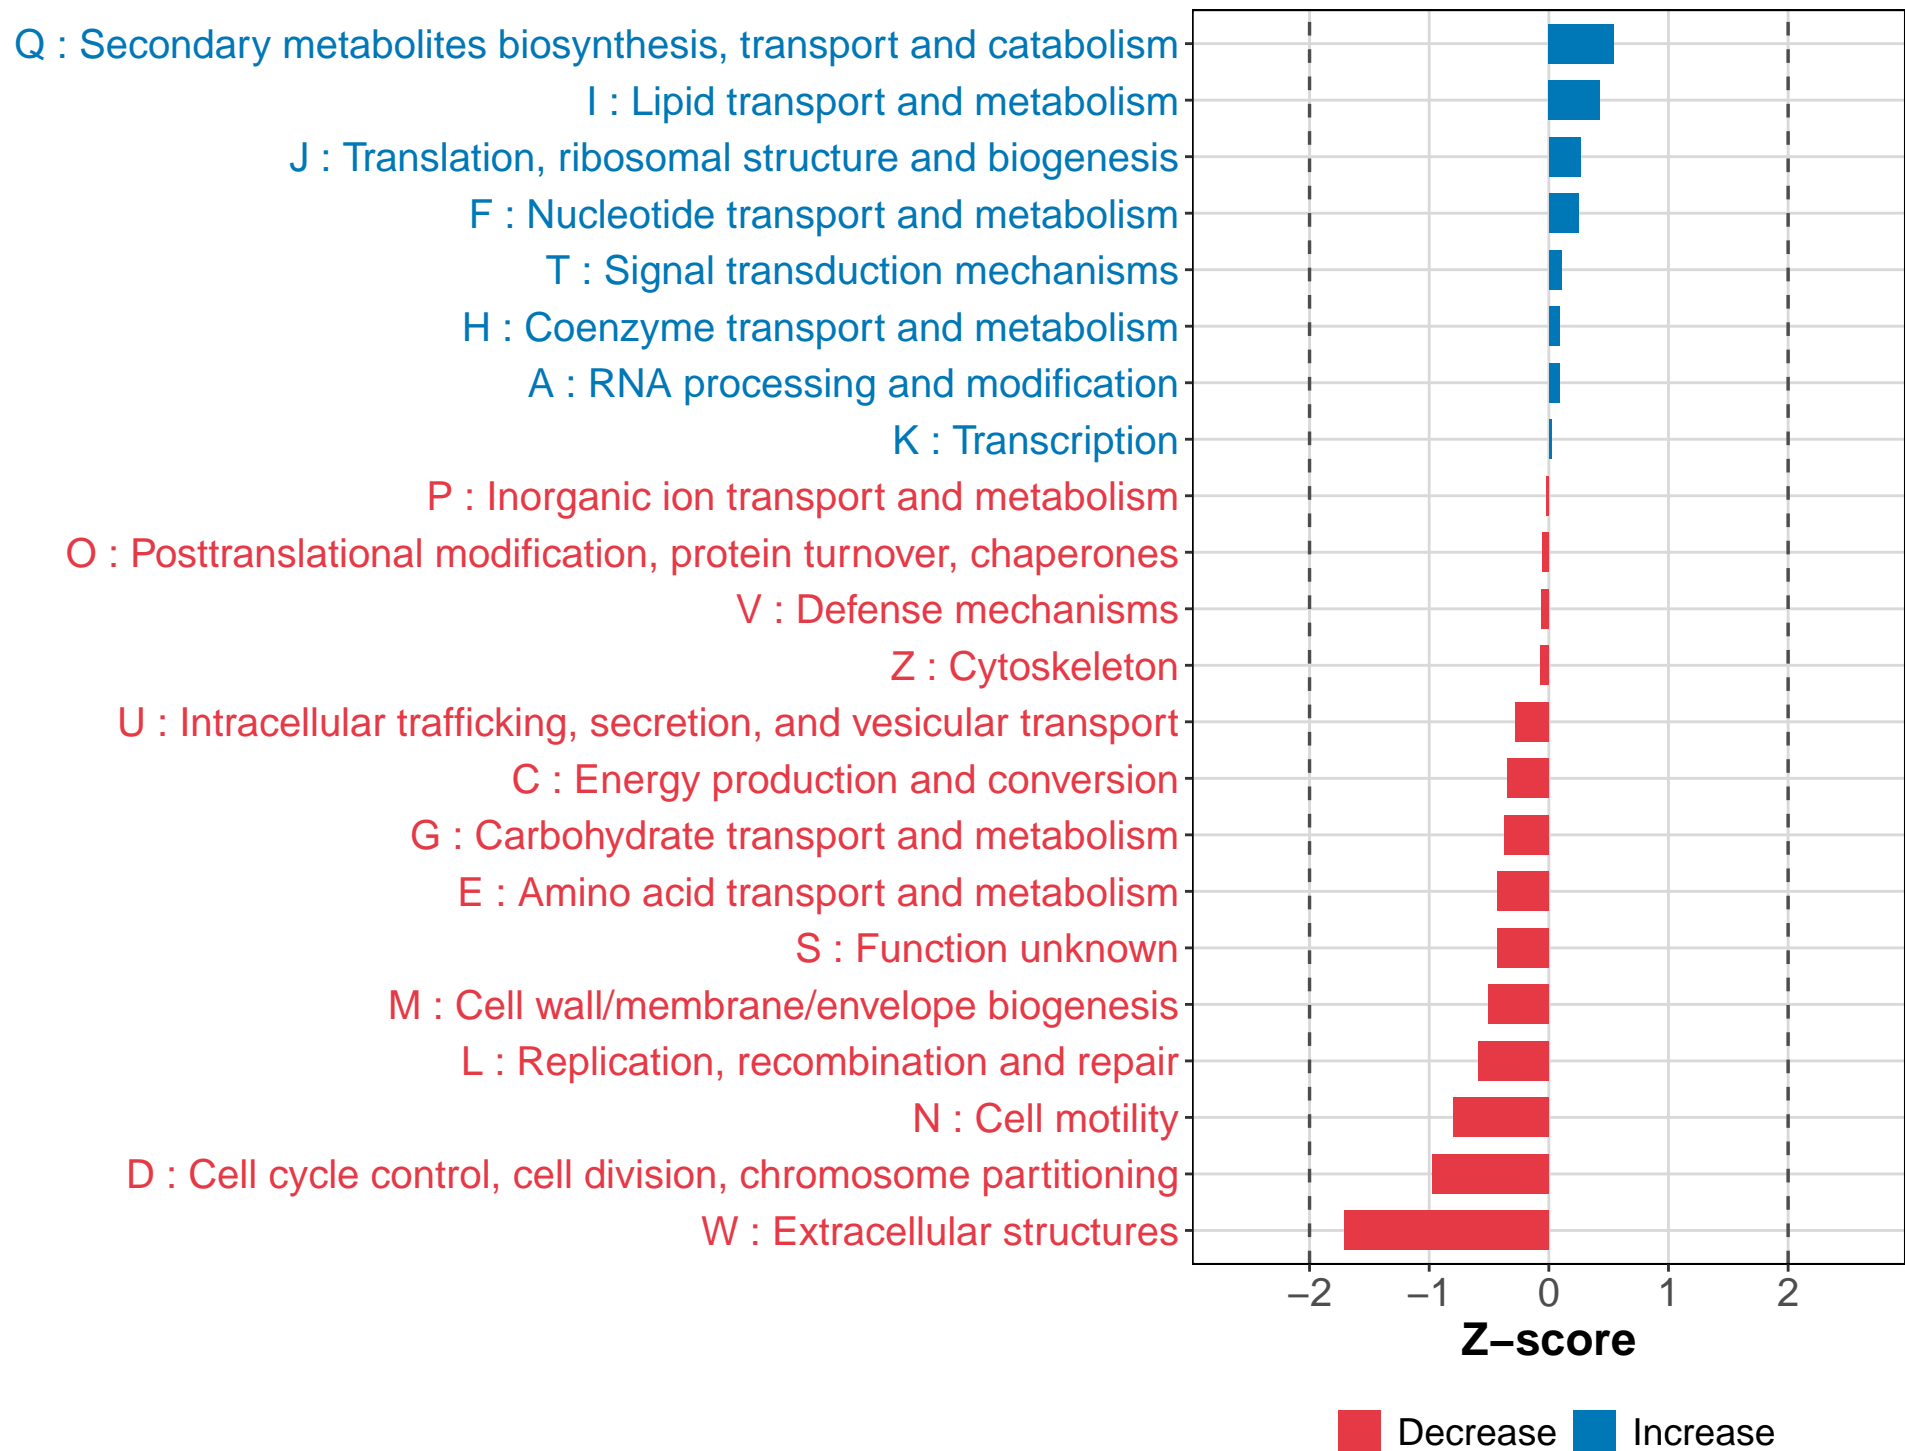 Q : Secondary metabolites biosynthesis, transport and catabolism
I : Lipid transport and metabolism
J : Translation, ribosomal structure and biogenesis
F : Nucleotide transport and metabolism
T : Signal transduction mechanisms
H : Coenzyme transport and metabolism
A : RNA processing and modification
K : Transcription
P : Inorganic ion transport and metabolism
O : Posttranslational modification, protein turnover, chaperones
V : Defense mechanisms
Z : Cytoskeleton
U : Intracellular trafficking, secretion, and vesicular transport
C : Energy production and conversion
G : Carbohydrate transport and metabolism
E : Amino acid transport and metabolism
S : Function unknown
M : Cell wall/membrane/envelope biogenesis
L : Replication, recombination and repair
N : Cell motility
D : Cell cycle control, cell division, chromosome partitioning
W : Extracellular structures
−2 −1 0 1 2
Z−score
Decrease Increase